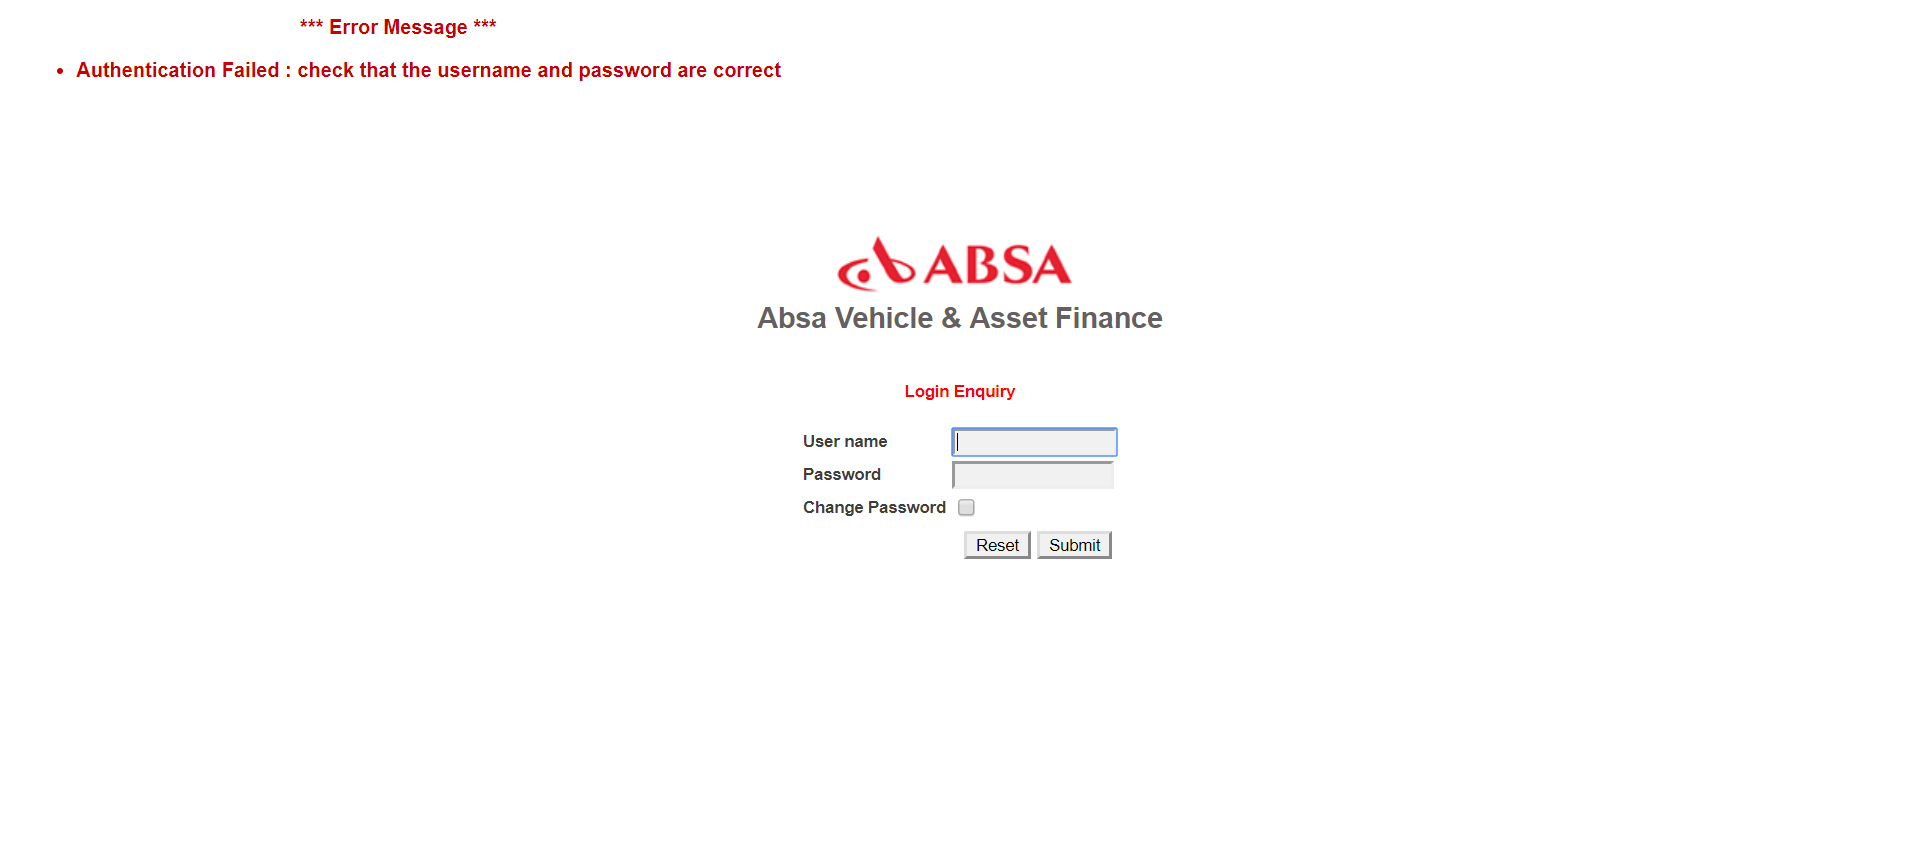 *** Error Message ***
• Authentication Failed : check that the username and password are correct
ABSA
Absa Vehicle & Asset Finance
Login Enquiry
User name
Password
Change Password
Reset Submit